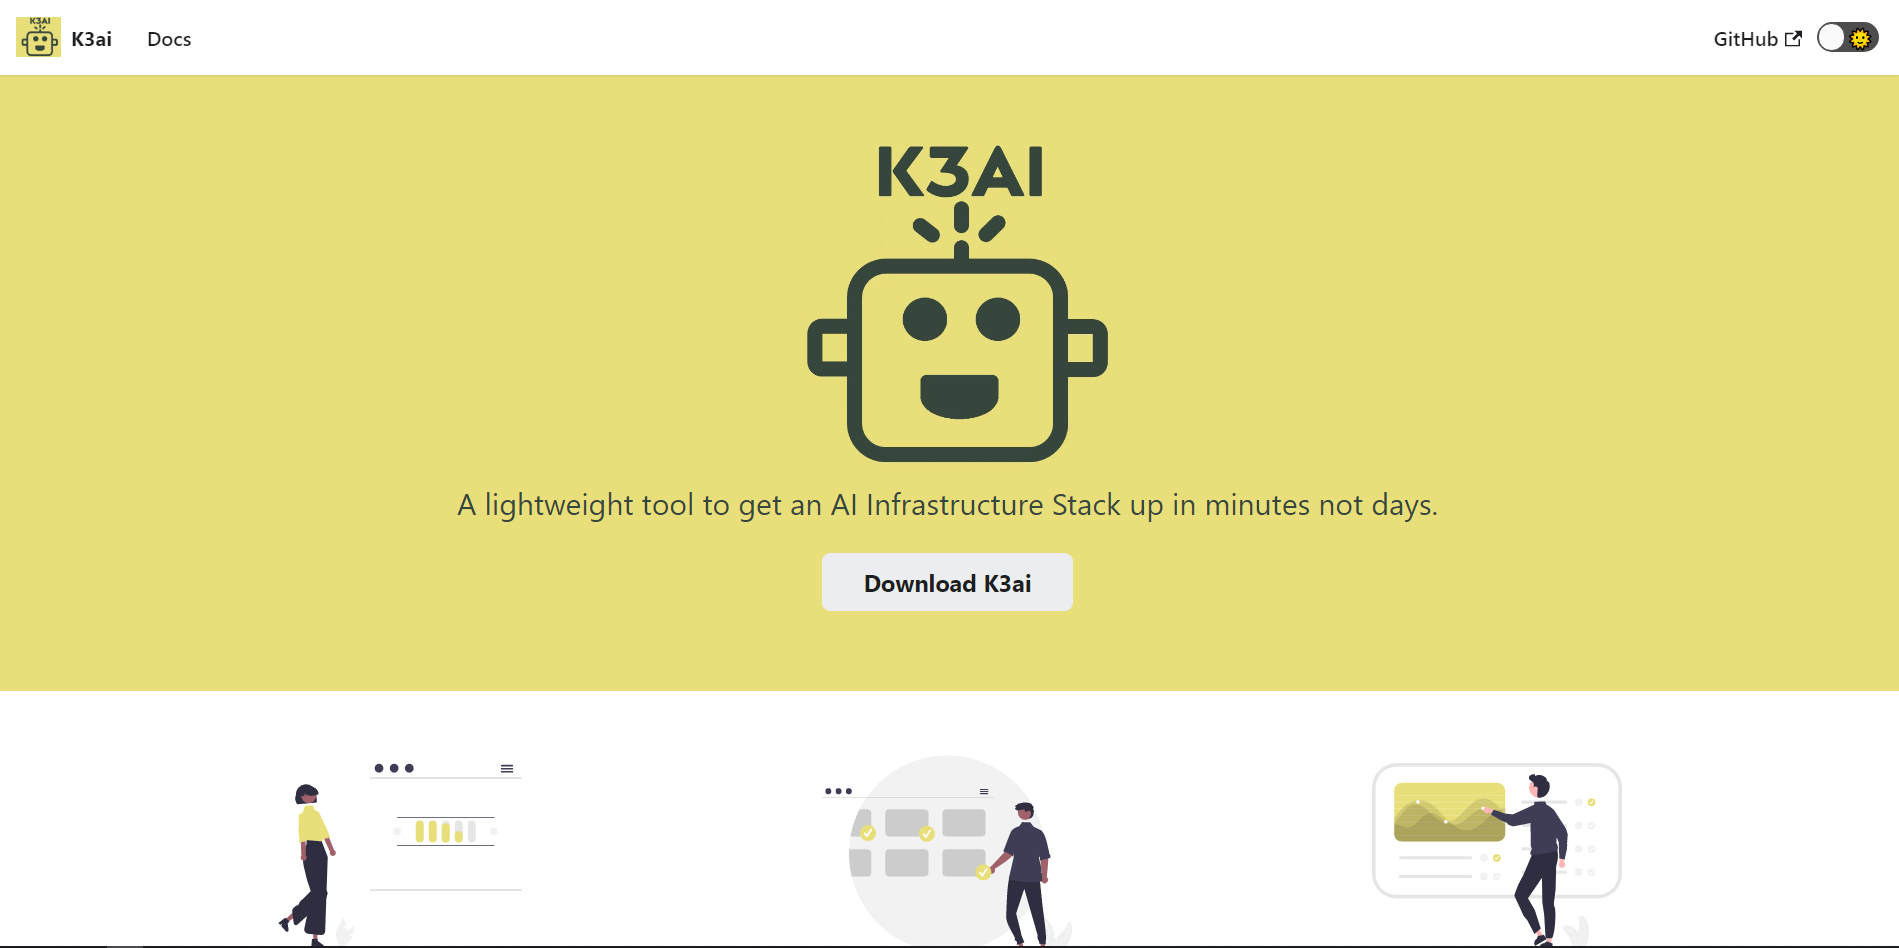 K3AI
K3ai
Docs
GitHub
K3AI
A lightweight tool to get an AI Infrastructure Stack up in minutes not days.
Download K3ai